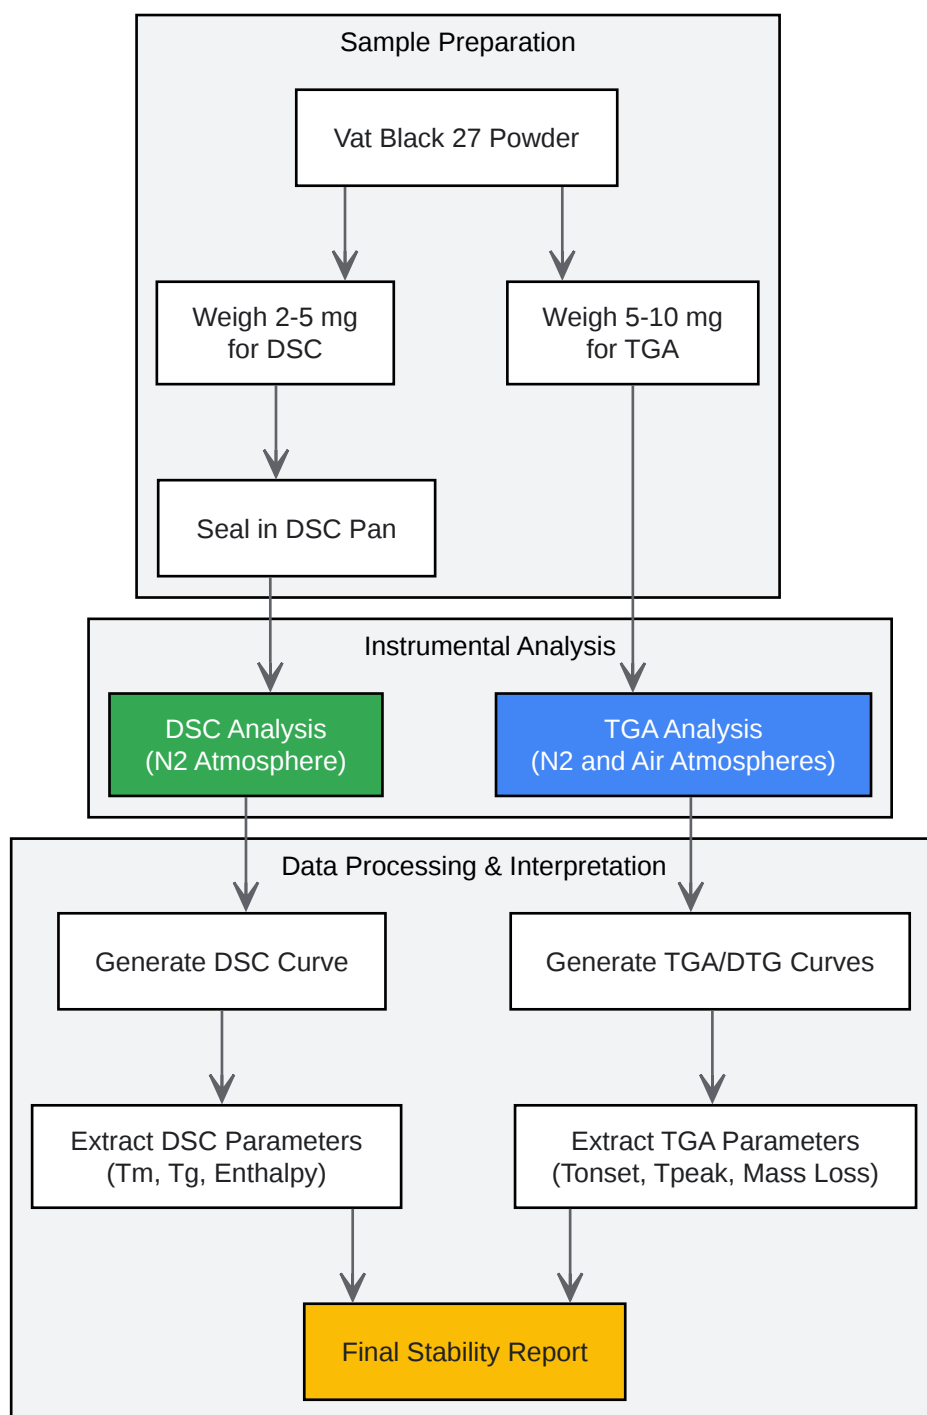 Sample Preparation
Vat Black 27 Powder
Weigh 2-5 mg
for DSC
Weigh 5-10 mg
for TGA
Seal in DSC Pan
Instrumental Analysis
DSC Analysis
(N2 Atmosphere)
TGA Analysis
(N2 and Air Atmospheres)
Data Processing & Interpretation
Generate DSC Curve
Generate TGA/DTG Curves
Extract DSC Parameters
(Tm, Tg, Enthalpy)
Extract TGA Parameters
(Tonset, Tpeak, Mass Loss)
Final Stability Report